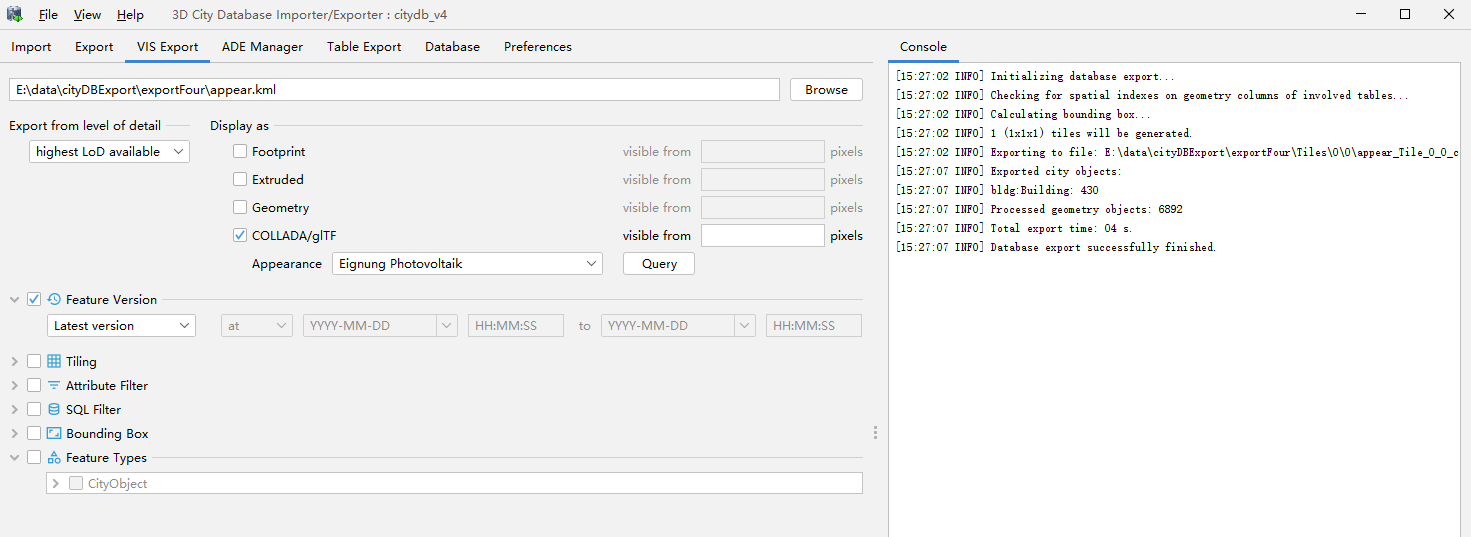 File View Help 3D City Database Importer/Exporter : citydb_v4
Import Export VIS Export ADE Manager Table Export Database Preferences
E:\data\cityDBExport\exportFour\appear.kml Browse
Export from level of detail Display as
highest LoD available
Footprint visible from pixels
Extruded visible from pixels
Geometry visible from pixels
COLLADA/glTF visible from pixels
Appearance Eignung Photovoltaik Query
Feature Version
Latest version at YYYY-MM-DD HH:MM:SS to YYYY-MM-DD HH:MM:SS
Tiling
Attribute Filter
SQL Filter
Bounding Box
Feature Types
CityObject
Console
[15:27:02 INFO] Initializing database export...
[15:27:02 INFO] Checking for spatial indexes on geometry columns of involved tables...
[15:27:02 INFO] Calculating bounding box...
[15:27:02 INFO] 1 (1x1x1) tiles will be generated.
[15:27:02 INFO] Exporting to file: E:\data\cityDBExport\exportFour\Tiles\0\0\appear_Tile_0_0_c
[15:27:07 INFO] Exported city objects:
[15:27:07 INFO] bldg:Building: 430
[15:27:07 INFO] Processed geometry objects: 6892
[15:27:07 INFO] Total export time: 04 s.
[15:27:07 INFO] Database export successfully finished.